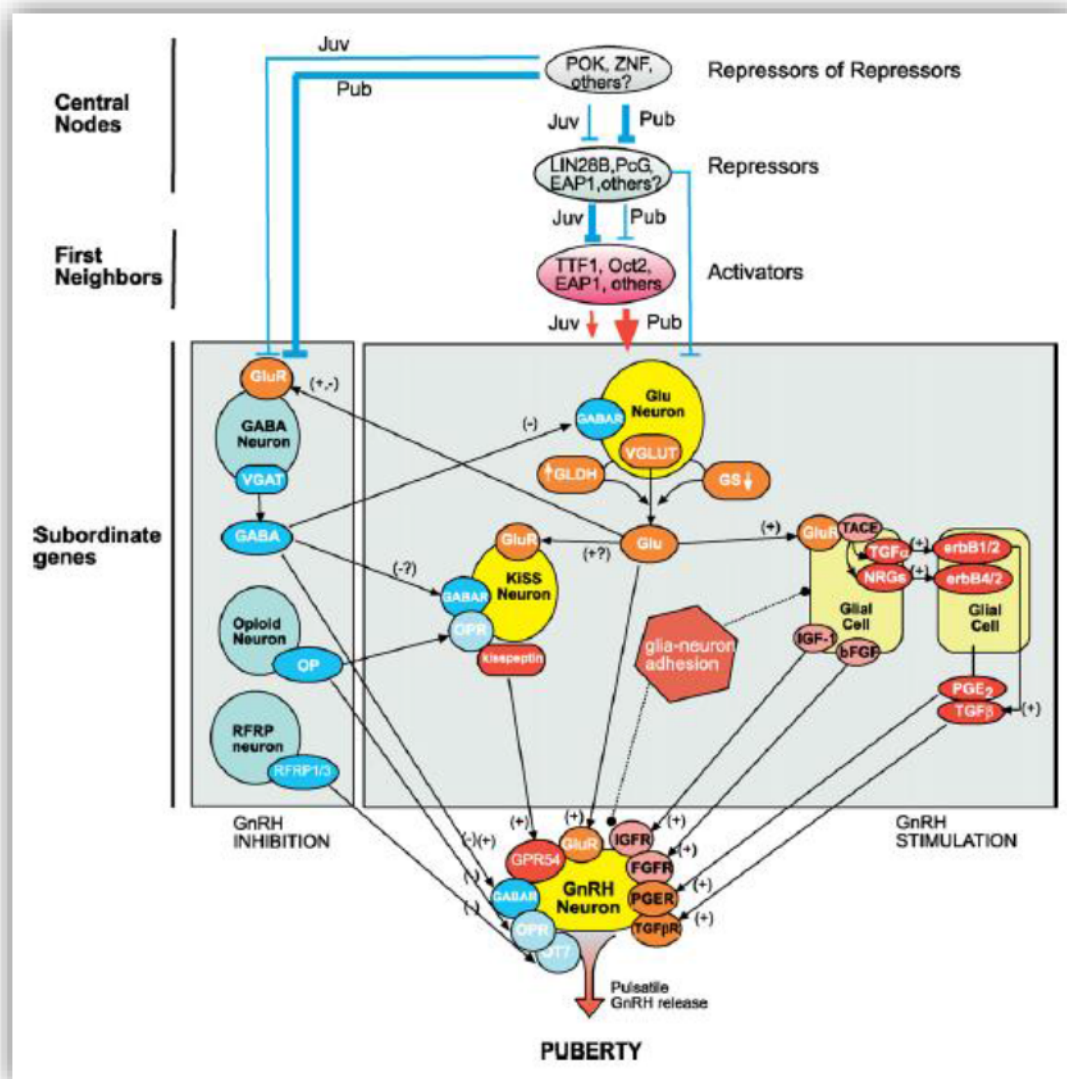 Juv
Pub
POK, ZNF,
others?
Repressors of Repressors
Central
Nodes
Juv
Pub
LIN28B,PcG,
EAP1,others?
Repressors
Juv
Pub
First
Neighbors
TTF1, Oct2,
EAP1, others
Activators
Juv
Pub
Subordinate
genes
GluR
(+,-)
GABA
Neuron
VGAT
GABA
Opioid
Neuron
OP
RFRP
neuron
RFRP1/3
GnRH
INHIBITION
(-)
GABAR
Glu
Neuron
VGLUT
↑GLDH
GS↓
Glu
(+?)
(+)
(-?)
GluR
KiSS
Neuron
GABAR
OPR
kisspeptin
GluR
TACE
TGFα
(+)
erbB1/2
NRGs
(+)
erbB4/2
Glial
Cell
Glial
Cell
IGF-1
bFGF
glia-neuron
adhesion
PGE2
TGFβ
(+)
GnRH
STIMULATION
(-)(+)
(-)
(-)
(+)
(+)
(+)
(+)
(+)
(+)
GPR54
GluR
IGFR
FGFR
GABAR
GnRH
Neuron
PGER
OPR
TGFβR
OT7
Pulsatile
GnRH release
PUBERTY